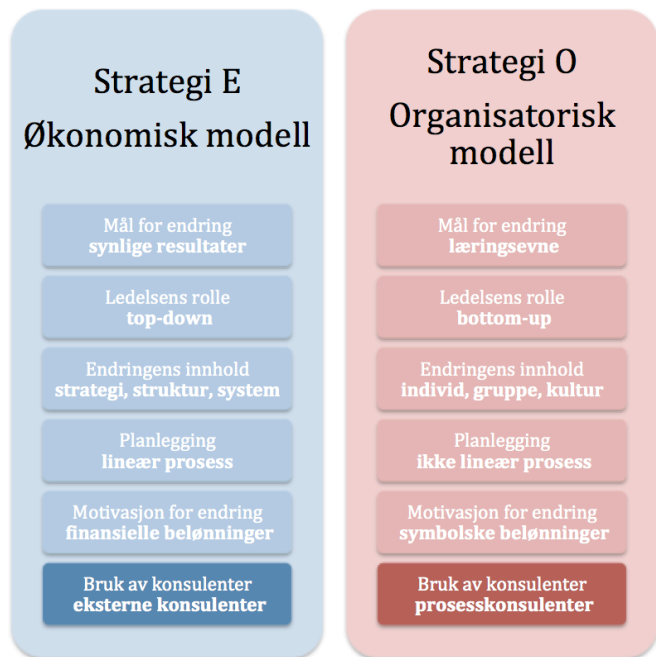 Strategi E
Økonomisk modell
Mål for endring
synlige resultater
Ledelsens rolle
top-down
Endringens innhold
strategi, struktur, system
Planlegging
lineær prosess
Motivasjon for endring
finansielle belønninger
Bruk av konsulenter
eksterne konsulenter
Strategi O
Organisatorisk
modell
Mål for endring
læringsevne
Ledelsens rolle
bottom-up
Endringens innhold
individ, gruppe, kultur
Planlegging
ikke lineær prosess
Motivasjon for endring
symbolske belønninger
Bruk av konsulenter
prosesskonsulenter